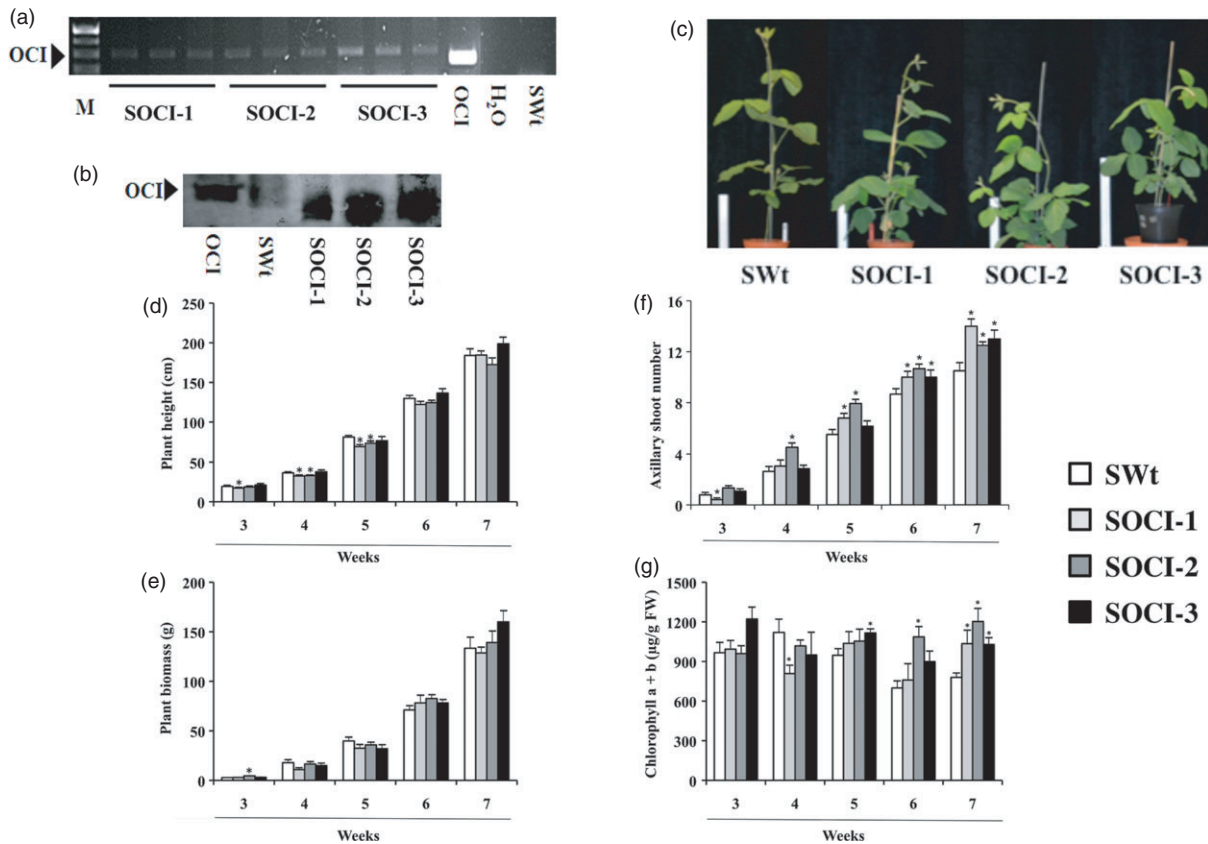 (a)
OCI
M
SOCI-1
SOCI-2
SOCI-3
OCI
H₂O
SWt
(b)
OCI
OCI
SWt
SOCI-1
SOCI-2
SOCI-3
(c)
SWt
SOCI-1
SOCI-2
SOCI-3
(d)
Plant height (cm)
250
200
150
100
50
0
* * * * *
3 4 5 6 7
Weeks
(e)
Plant biomass (g)
200
150
100
50
0
*
3 4 5 6 7
Weeks
(f)
Axillary shoot number
16
12
8
4
0
* * * * * * * * * *
3 4 5 6 7
Weeks
(g)
Chlorophyll a + b (µg/g FW)
1500
1200
900
600
300
0
* * * * * *
3 4 5 6 7
Weeks
SWt
SOCI-1
SOCI-2
SOCI-3